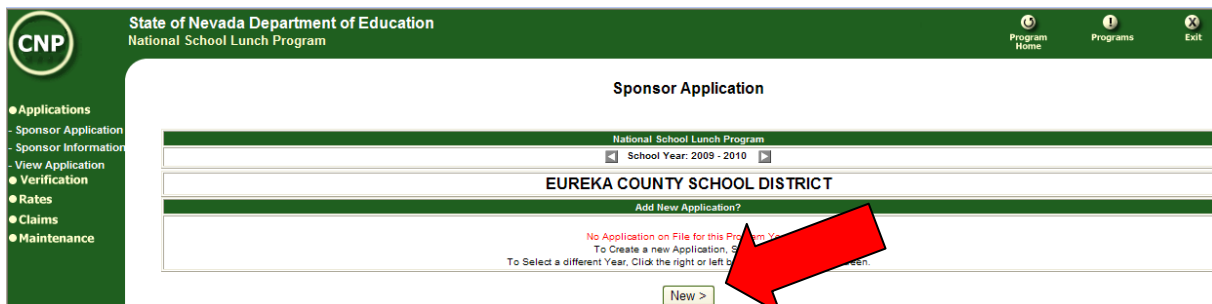 CNP
State of Nevada Department of Education
National School Lunch Program
Program Home
Programs
Exit
Applications
- Sponsor Application
- Sponsor Information
- View Application
Verification
Rates
Claims
Maintenance
Sponsor Application
National School Lunch Program
School Year: 2009 - 2010
EUREKA COUNTY SCHOOL DISTRICT
Add New Application?
No Application on File for this Program
To Create a new Application,
To Select a different Year, Click the right or left
New >